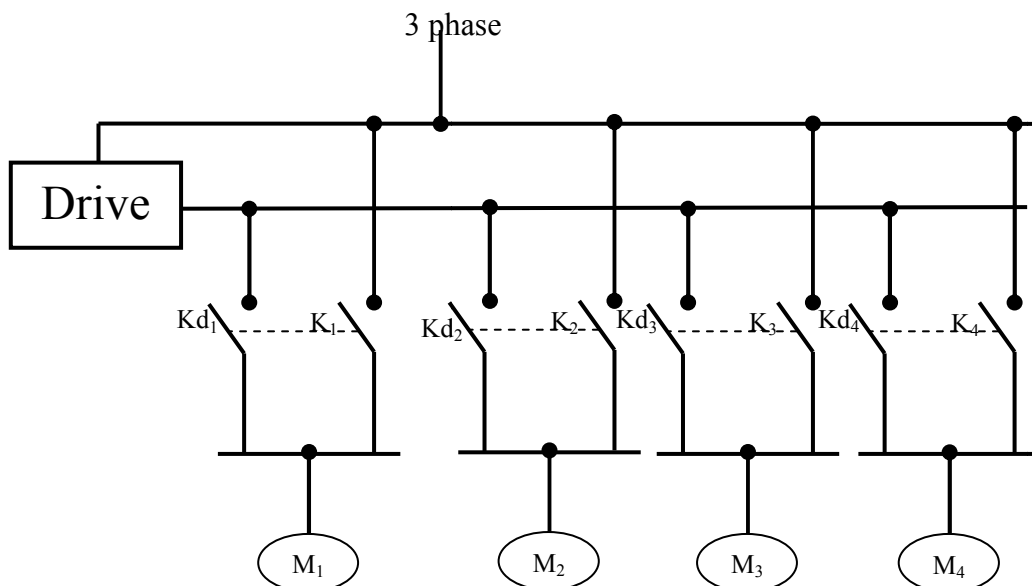 3 phase
Drive
Kd₁ K₁ Kd₂ K₂ Kd₃ K₃ Kd₄ K₄
M₁ M₂ M₃ M₄